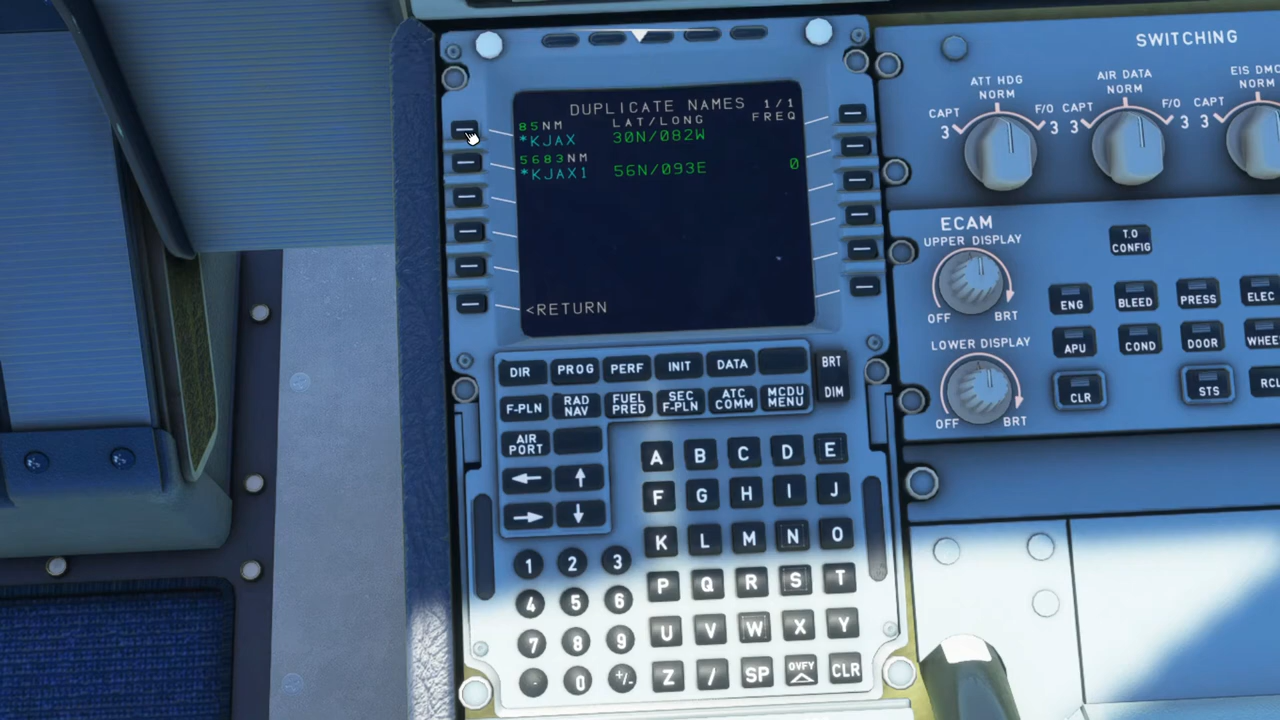 DUPLICATE NAMES 1/1
85NM LAT/LONG FREQ
*KJAX 30N/082W
5683NM
*KJAX1 56N/093E 0
<RETURN
DIR PROG PERF INIT DATA
BRT
F-PLN RAD NAV FUEL PRED SEC F-PLN ATC COMM MCDU MENU
DIM
AIR PORT
A B C D E
F G H I J
K L M N O
1 2 3
P Q R S T
4 5 6
U V W X Y
7 8 9
Z / SP OVFY CLR
. 0 +/-
SWITCHING
ATT HDG AIR DATA EIS DMC
NORM NORM NORM
CAPT F/O CAPT F/O CAPT
3 3 3 3 3
ECAM
UPPER DISPLAY
T.O CONFIG
OFF BRT
ENG BLEED PRESS ELEC
LOWER DISPLAY
APU COND DOOR WHEE
CLR STS RCL
OFF BRT